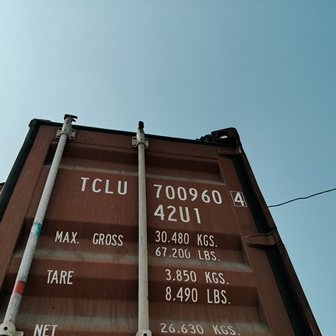 TCLU 700960 4
42U1
MAX. GROSS 30.480 KGS.
67.200 LBS.
TARE 3.850 KGS.
8.490 LBS.
NET 26.630 KGS.